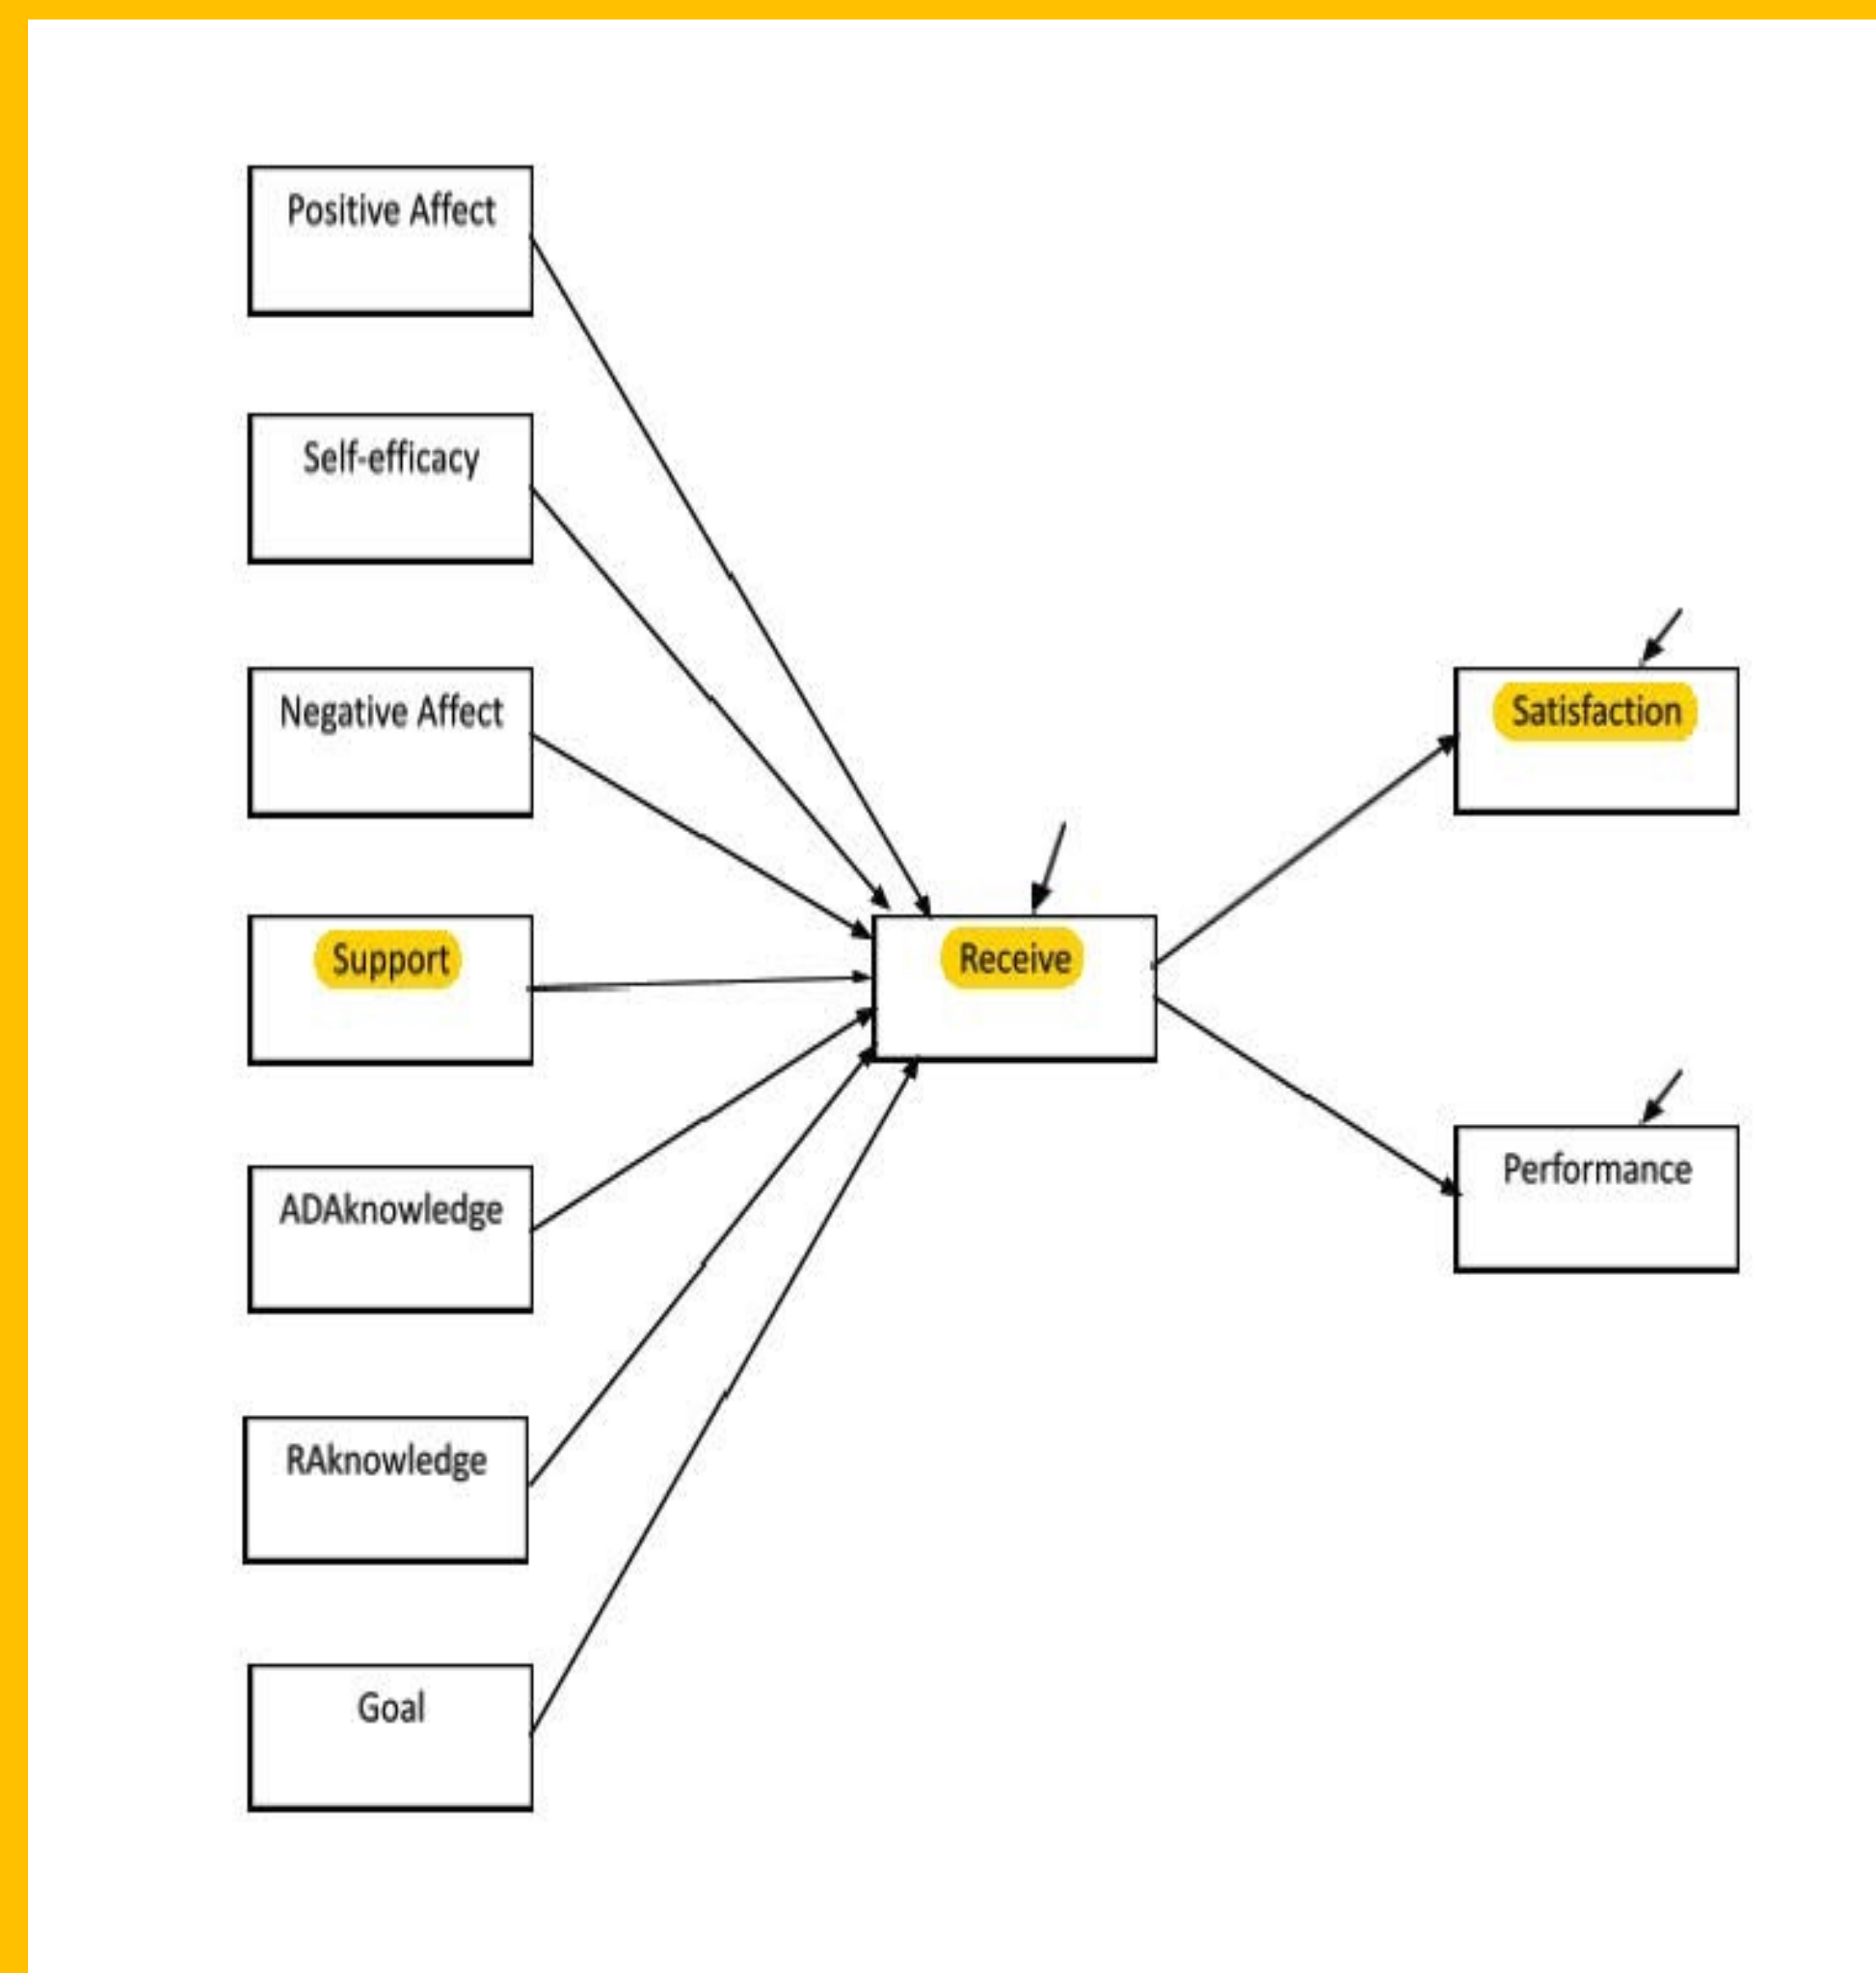 Positive Affect
Self-efficacy
Negative Affect
Support
ADAknowledge
RAknowledge
Goal
Receive
Satisfaction
Performance